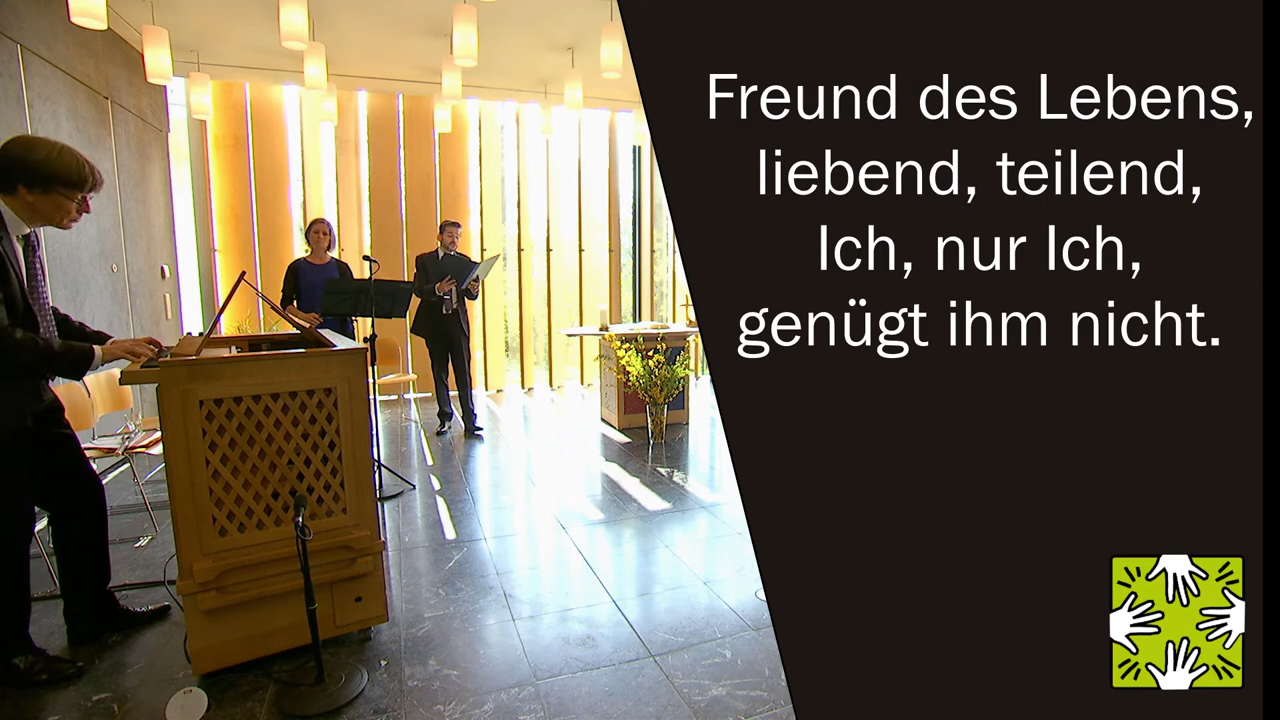 Freund des Lebens,
liebend, teilend,
Ich, nur Ich,
genügt ihm nicht.